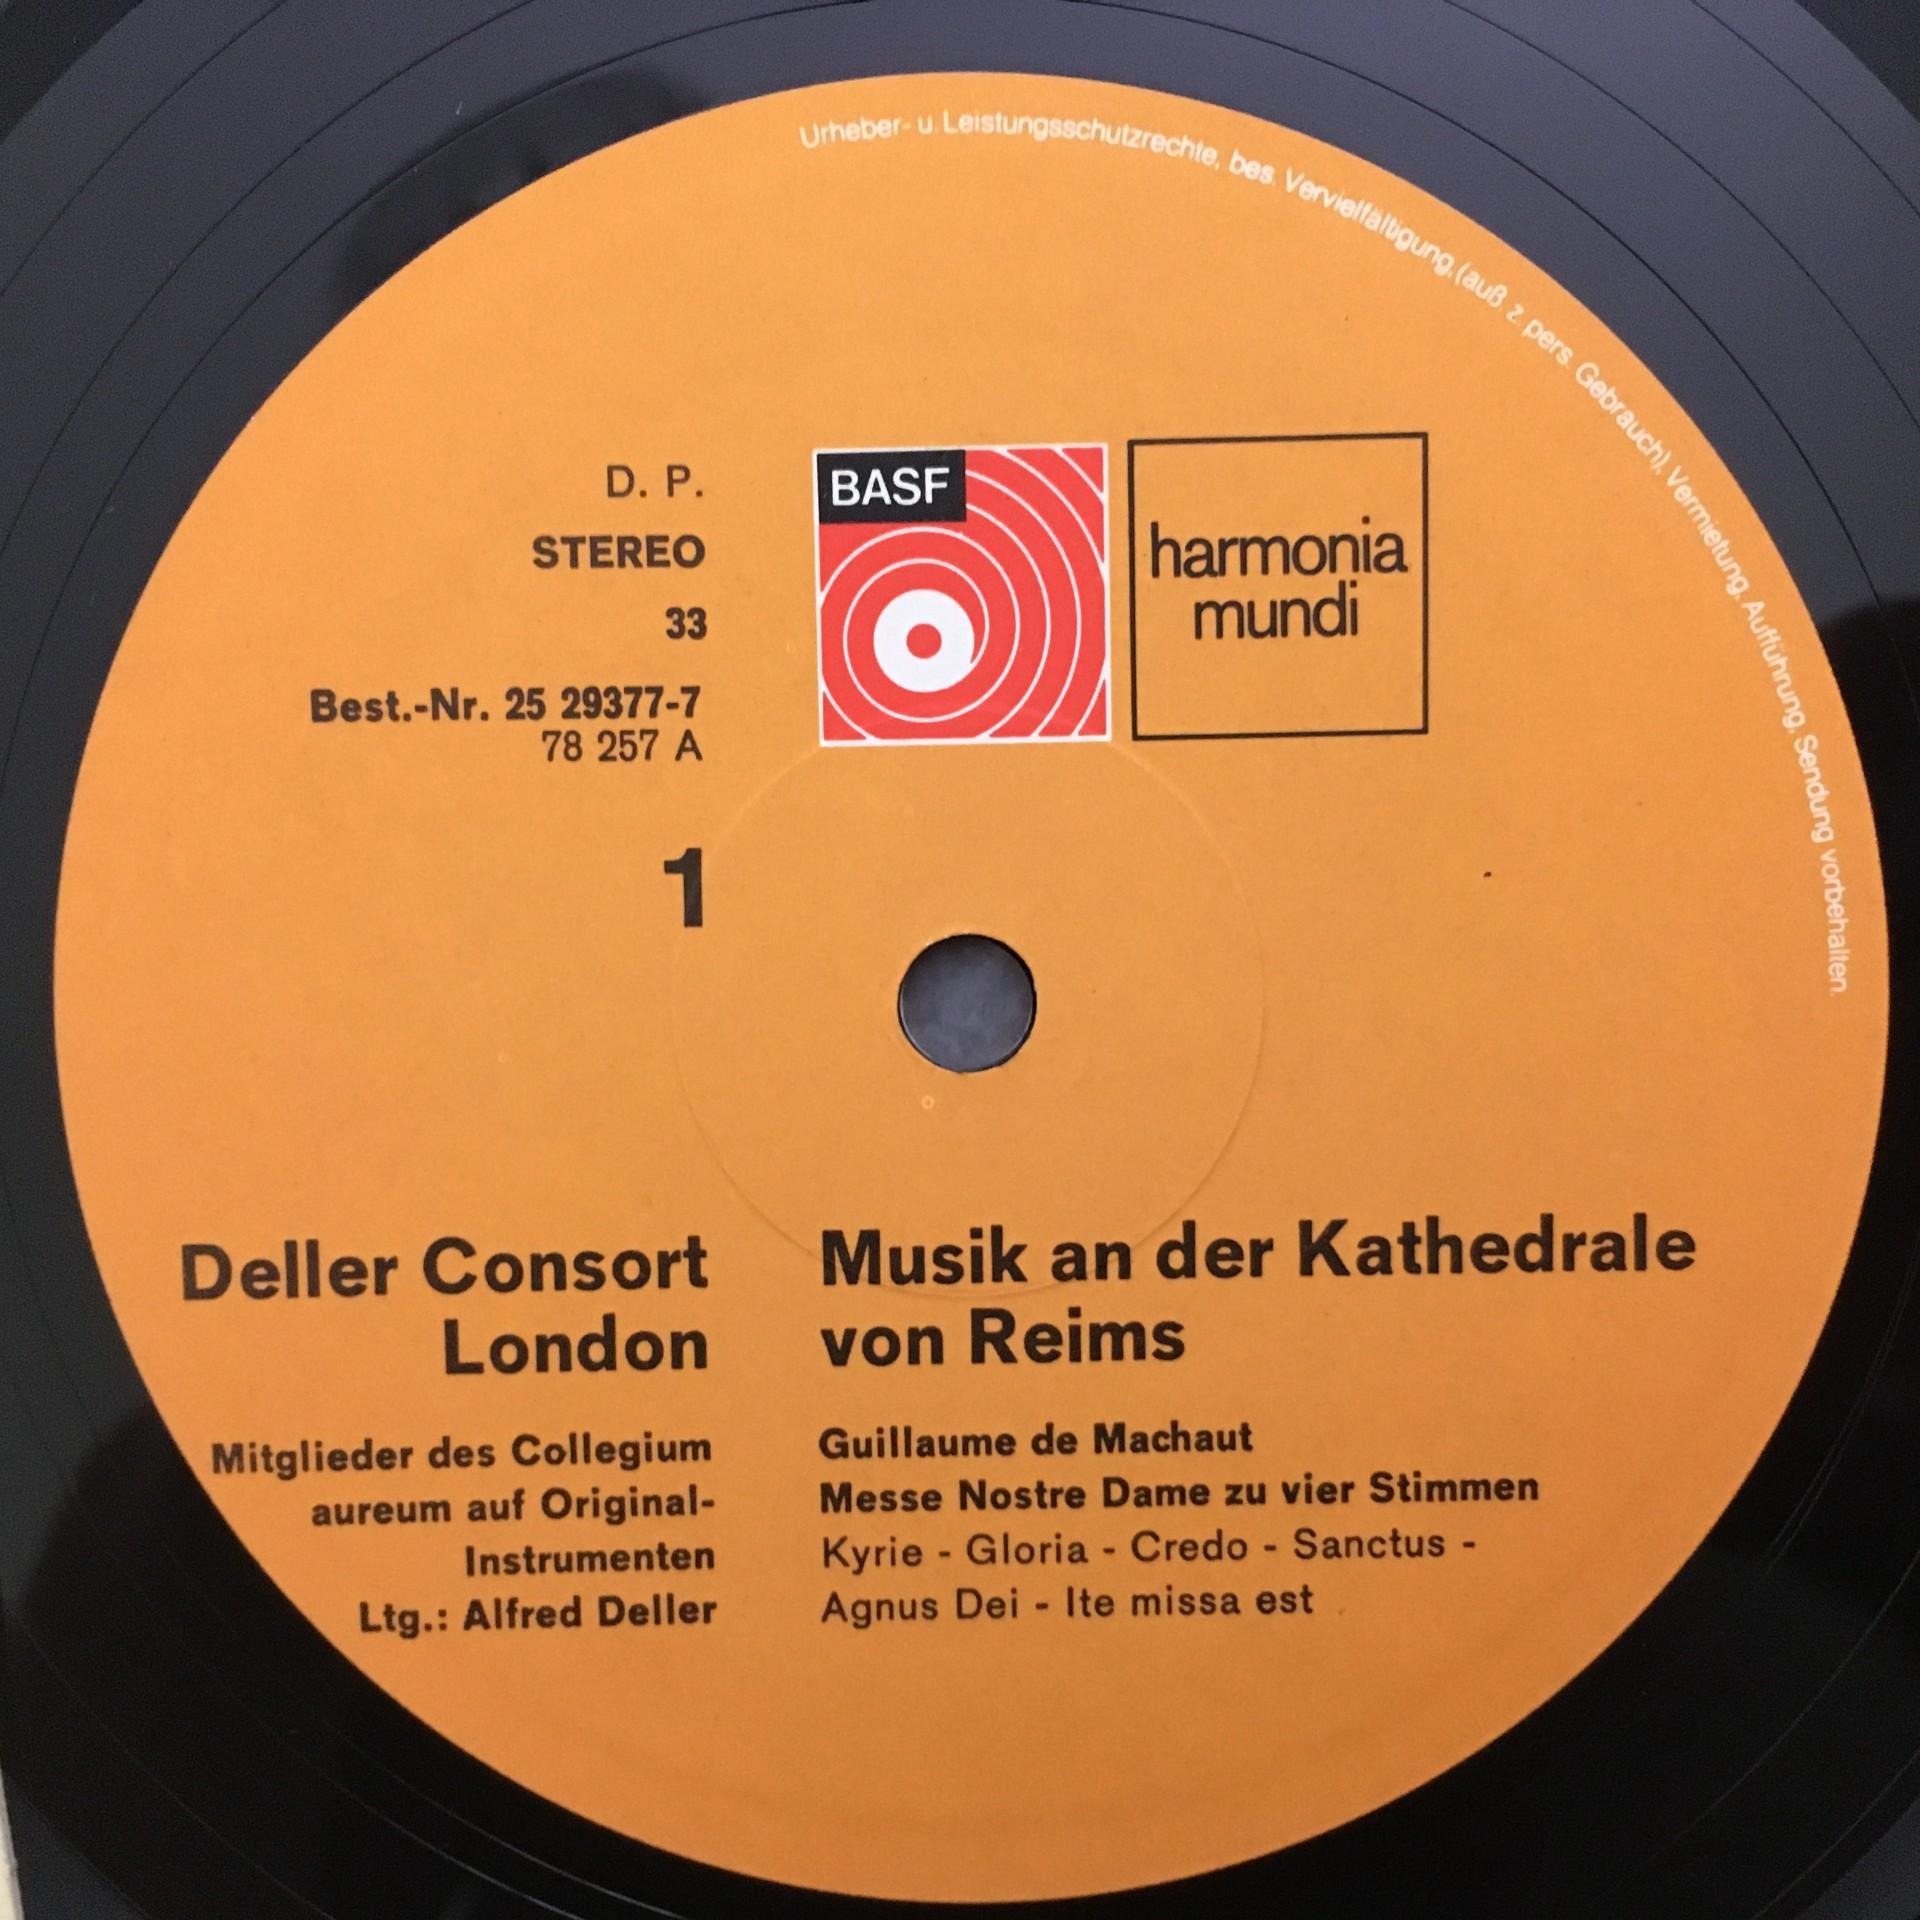 Urheber- u. Leistungsschutzrechte, bes. Vervielfältigung, (auß. z. pers. Gebrauch), Vermietung, Aufführung, Sendung vorbehalten.
D. P.
STEREO
33
Best.-Nr. 25 29377-7
78 257 A
1
BASF
harmonia
mundi
Deller Consort
London
Mitglieder des Collegium
aureum auf Original-
Instrumenten
Ltg.: Alfred Deller
Musik an der Kathedrale
von Reims
Guillaume de Machaut
Messe Nostre Dame zu vier Stimmen
Kyrie - Gloria - Credo - Sanctus -
Agnus Dei - Ite missa est